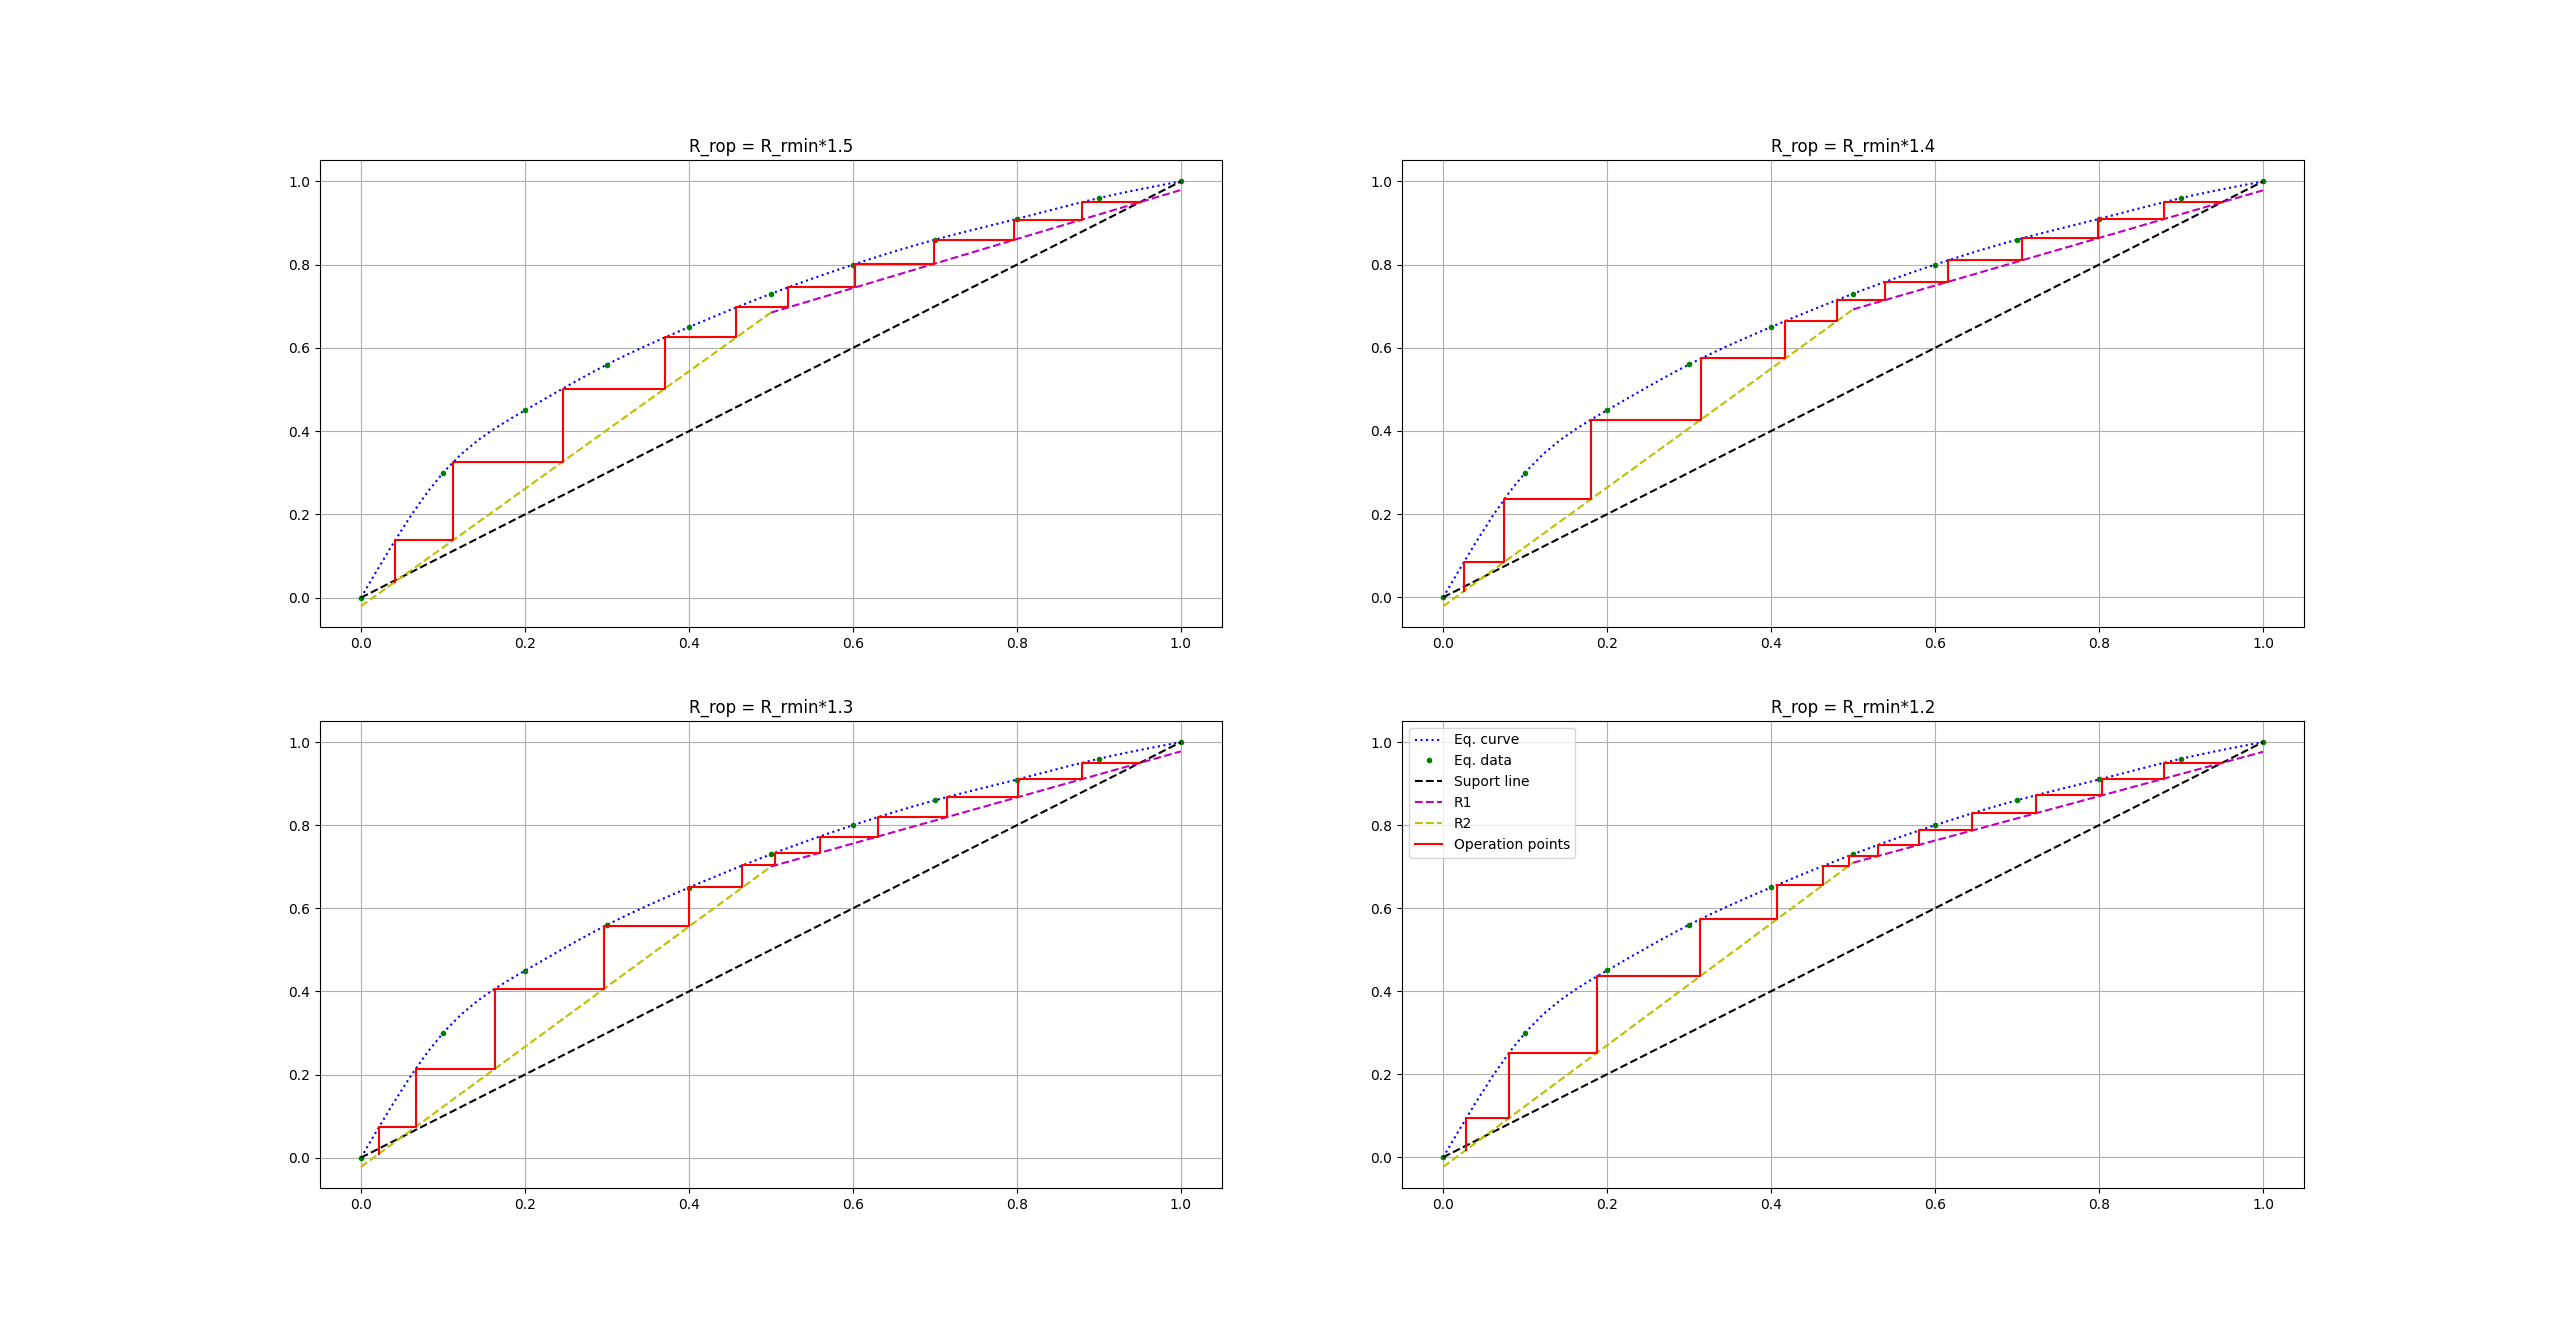 R_rop = R_rmin*1.5
1.0
0.8
0.6
0.4
0.2
0.0
0.0 0.2 0.4 0.6 0.8 1.0
R_rop = R_rmin*1.4
1.0
0.8
0.6
0.4
0.2
0.0
0.0 0.2 0.4 0.6 0.8 1.0
R_rop = R_rmin*1.3
1.0
0.8
0.6
0.4
0.2
0.0
0.0 0.2 0.4 0.6 0.8 1.0
R_rop = R_rmin*1.2
Eq. curve
Eq. data
Suport line
R1
R2
Operation points
1.0
0.8
0.6
0.4
0.2
0.0
0.0 0.2 0.4 0.6 0.8 1.0